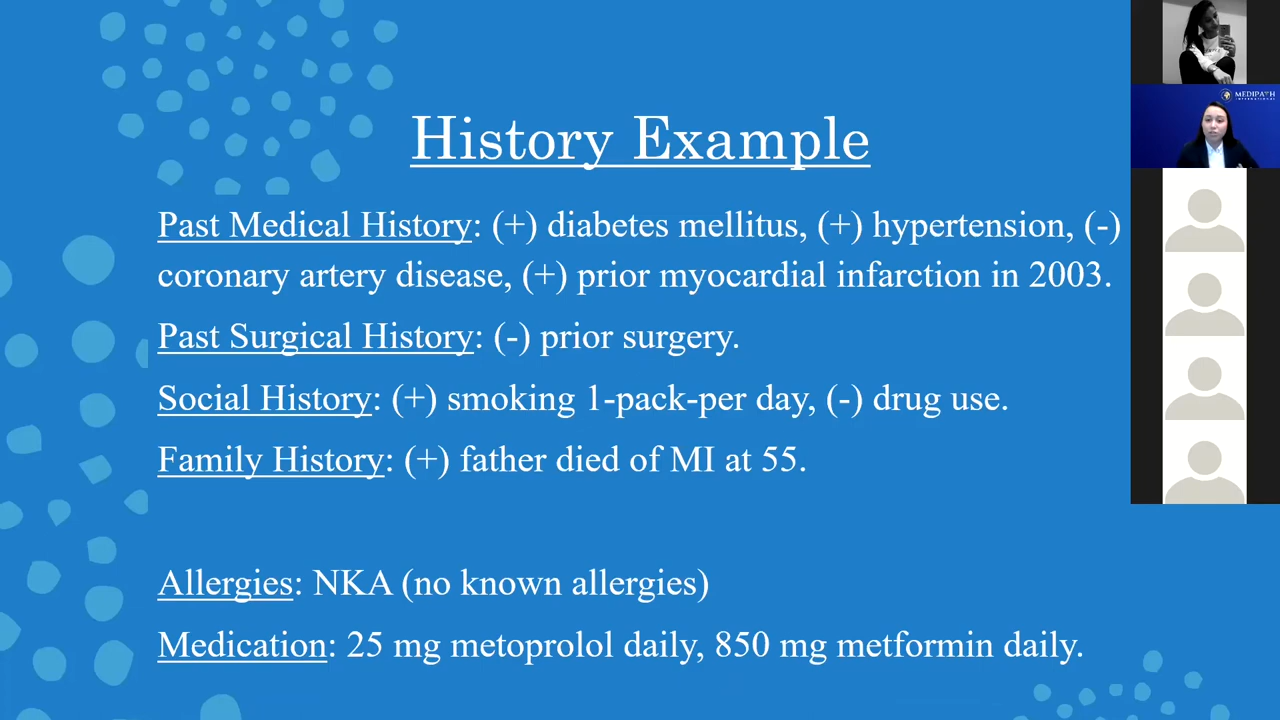 History Example
Past Medical History: (+) diabetes mellitus, (+) hypertension, (-)
coronary artery disease, (+) prior myocardial infarction in 2003.
Past Surgical History: (-) prior surgery.
Social History: (+) smoking 1-pack-per day, (-) drug use.
Family History: (+) father died of MI at 55.
Allergies: NKA (no known allergies)
Medication: 25 mg metoprolol daily, 850 mg metformin daily.
MEDIPATH
INTERNATIONAL